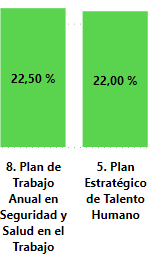 22,50 %
22,00 %
8. Plan de
Trabajo
Anual en
Seguridad y
Salud en el
Trabajo
5. Plan
Estratégico
de Talento
Humano